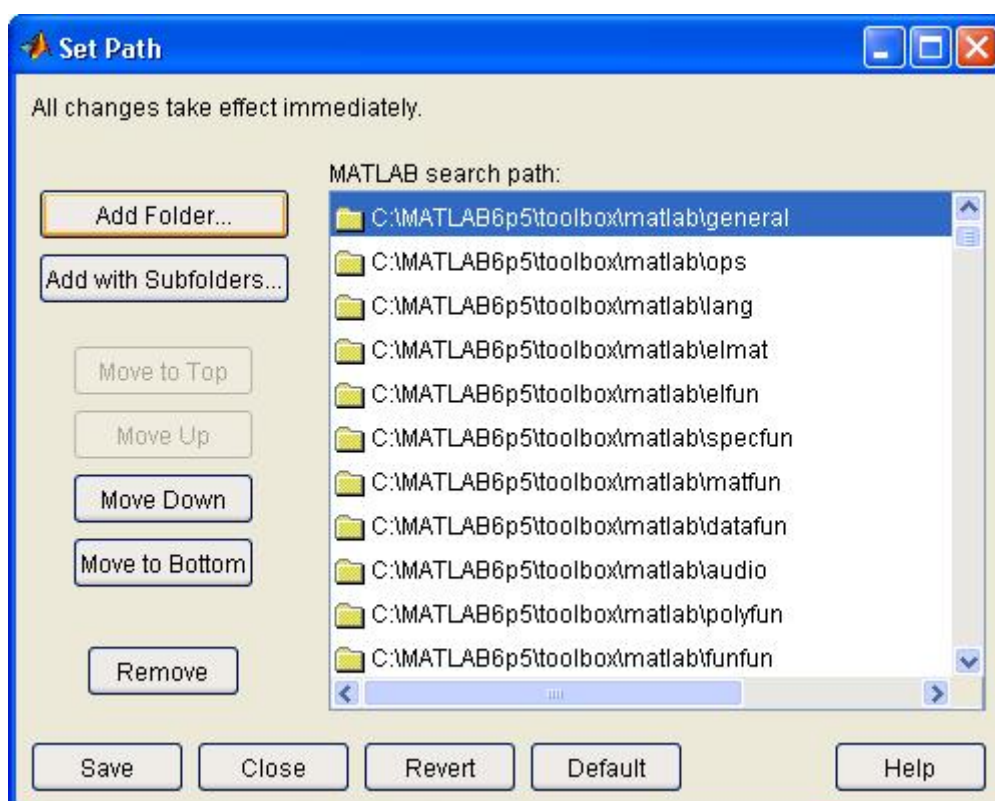 Set Path
All changes take effect immediately.
MATLAB search path:
Add Folder...
Add with Subfolders...
Move to Top
Move Up
Move Down
Move to Bottom
Remove
C:\MATLAB6p5\toolbox\matlab\general
C:\MATLAB6p5\toolbox\matlab\ops
C:\MATLAB6p5\toolbox\matlab\lang
C:\MATLAB6p5\toolbox\matlab\elmat
C:\MATLAB6p5\toolbox\matlab\elfun
C:\MATLAB6p5\toolbox\matlab\specfun
C:\MATLAB6p5\toolbox\matlab\matfun
C:\MATLAB6p5\toolbox\matlab\datafun
C:\MATLAB6p5\toolbox\matlab\audio
C:\MATLAB6p5\toolbox\matlab\polyfun
C:\MATLAB6p5\toolbox\matlab\funfun
Save
Close
Revert
Default
Help